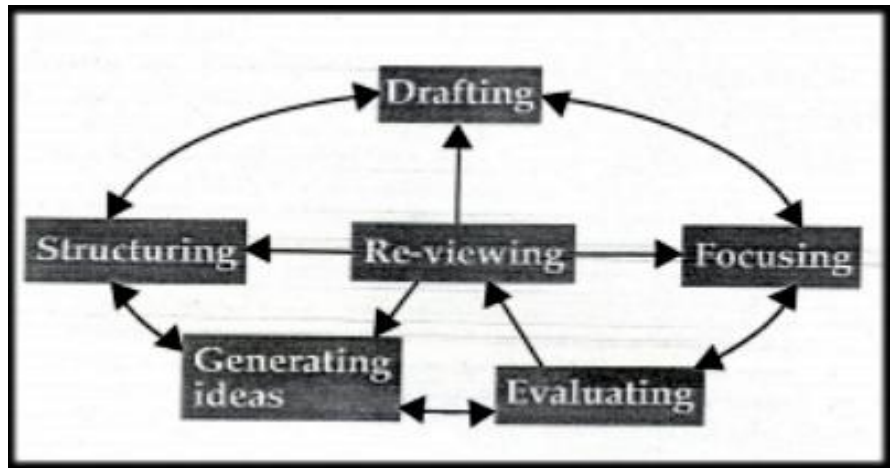 Drafting
Structuring
Re-viewing
Focusing
Generating
ideas
Evaluating